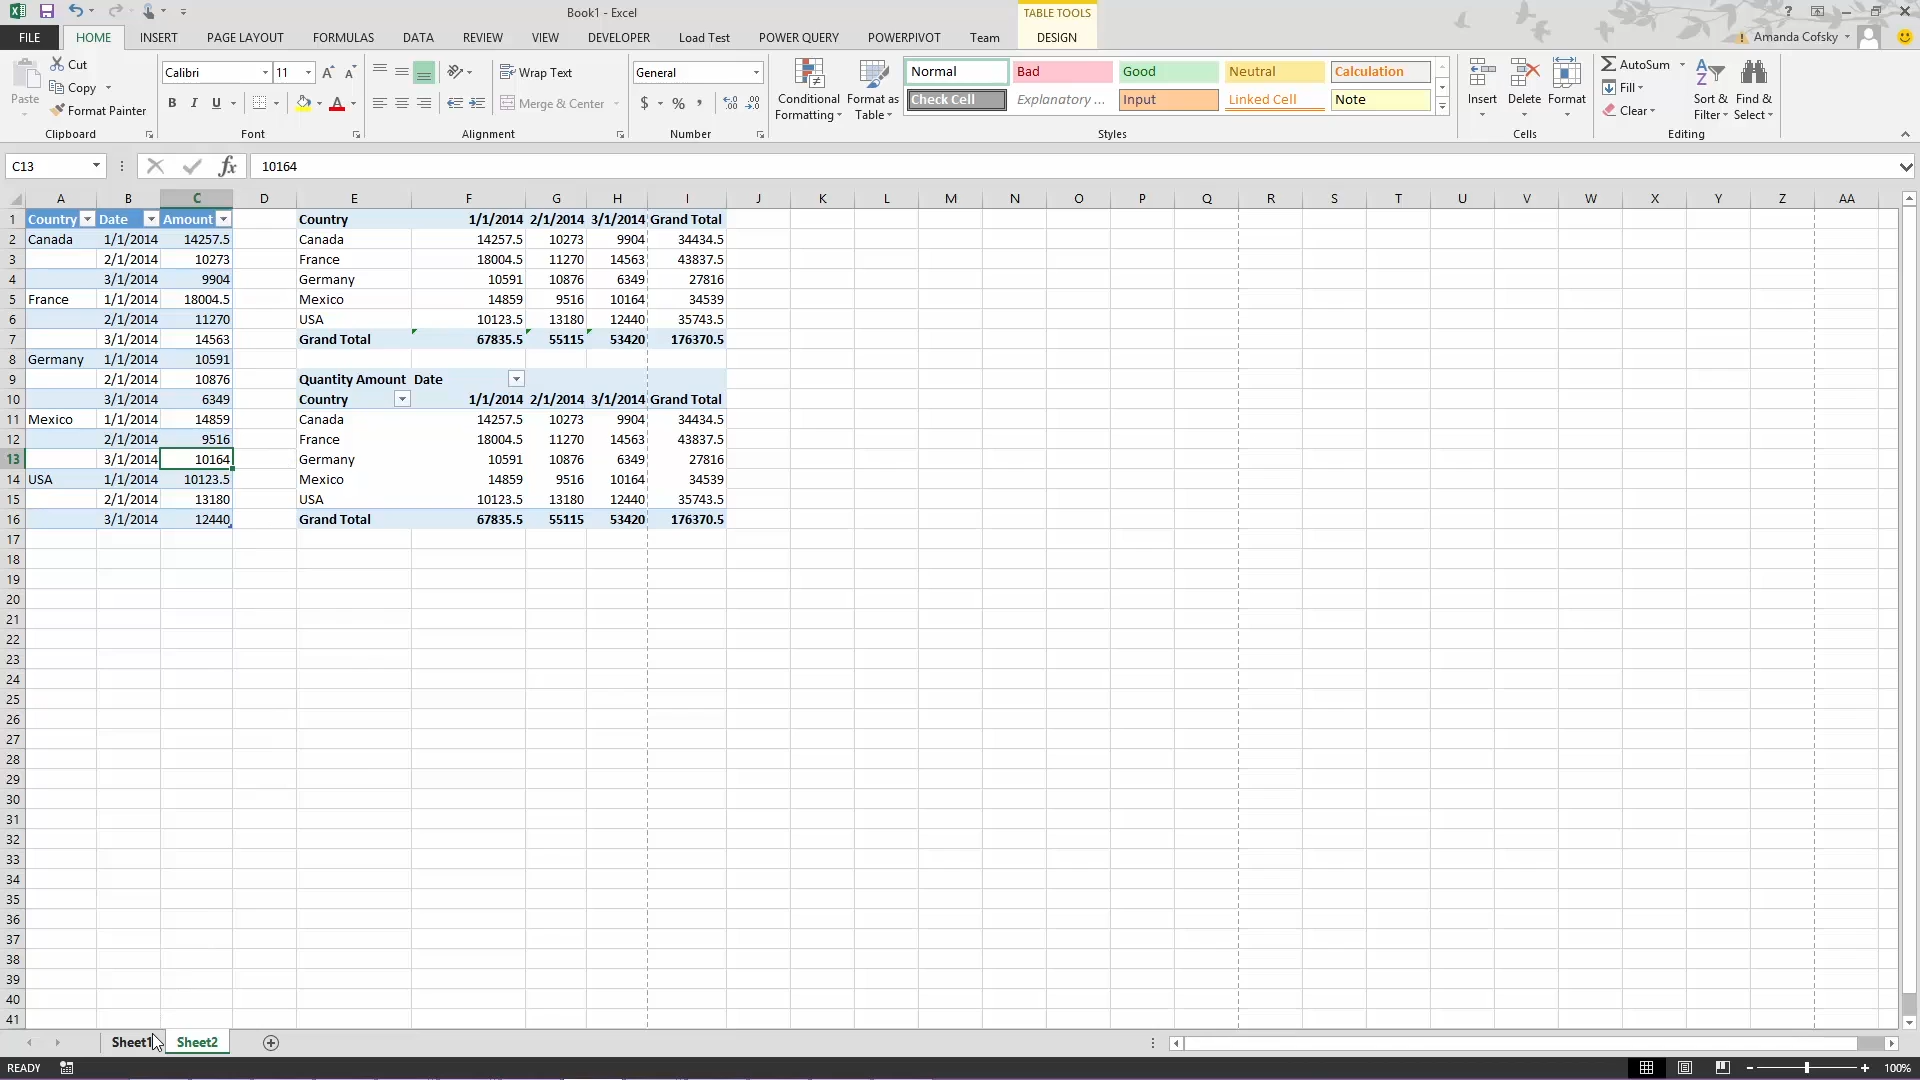 Book1 - Excel
TABLE TOOLS
FILE HOME INSERT PAGE LAYOUT FORMULAS DATA REVIEW VIEW DEVELOPER Load Test POWER QUERY POWERPIVOT Team DESIGN Amanda Cofsky
Paste Cut Copy Format Painter
Calibri 11 Wrap Text Merge & Center
General
$ % ,
B I U
Conditional Formatting Format as Table
Normal Bad Good Neutral Calculation
Check Cell Explanatory ... Input Linked Cell Note
Insert Delete Format
AutoSum Fill Clear
Sort & Filter Find & Select
Clipboard Font Alignment Number Styles Cells Editing
C13 fx 10164
A B C D E F G H I J K L M N O P Q R S T U V W X Y Z AA
1 Country Date Amount Country 1/1/2014 2/1/2014 3/1/2014 Grand Total
2 Canada 1/1/2014 14257.5 Canada 14257.5 10273 9904 34434.5
3 2/1/2014 10273 France 18004.5 11270 14563 43837.5
4 3/1/2014 9904 Germany 10591 10876 6349 27816
5 France 1/1/2014 18004.5 Mexico 14859 9516 10164 34539
6 2/1/2014 11270 USA 10123.5 13180 12440 35743.5
7 3/1/2014 14563 Grand Total 67835.5 55115 53420 176370.5
8 Germany 1/1/2014 10591
9 2/1/2014 10876 Quantity Amount Date
10 3/1/2014 6349 Country 1/1/2014 2/1/2014 3/1/2014 Grand Total
11 Mexico 1/1/2014 14859 Canada 14257.5 10273 9904 34434.5
12 2/1/2014 9516 France 18004.5 11270 14563 43837.5
13 3/1/2014 10164 Germany 10591 10876 6349 27816
14 USA 1/1/2014 10123.5 Mexico 14859 9516 10164 34539
15 2/1/2014 13180 USA 10123.5 13180 12440 35743.5
16 3/1/2014 12440 Grand Total 67835.5 55115 53420 176370.5
17
18
19
20
21
22
23
24
25
26
27
28
29
30
31
32
33
34
35
36
37
38
39
40
41
Sheet1 Sheet2
READY 100%